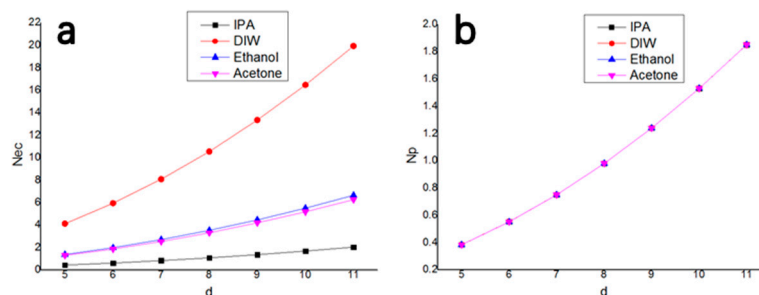 a
IPA
DIW
Ethanol
Acetone
Nec
22
20
18
16
14
12
10
8
6
4
2
0
5 6 7 8 9 10 11
d
b
IPA
DIW
Ethanol
Acetone
Np
2.0
1.8
1.6
1.4
1.2
1.0
0.8
0.6
0.4
0.2
5 6 7 8 9 10 11
d